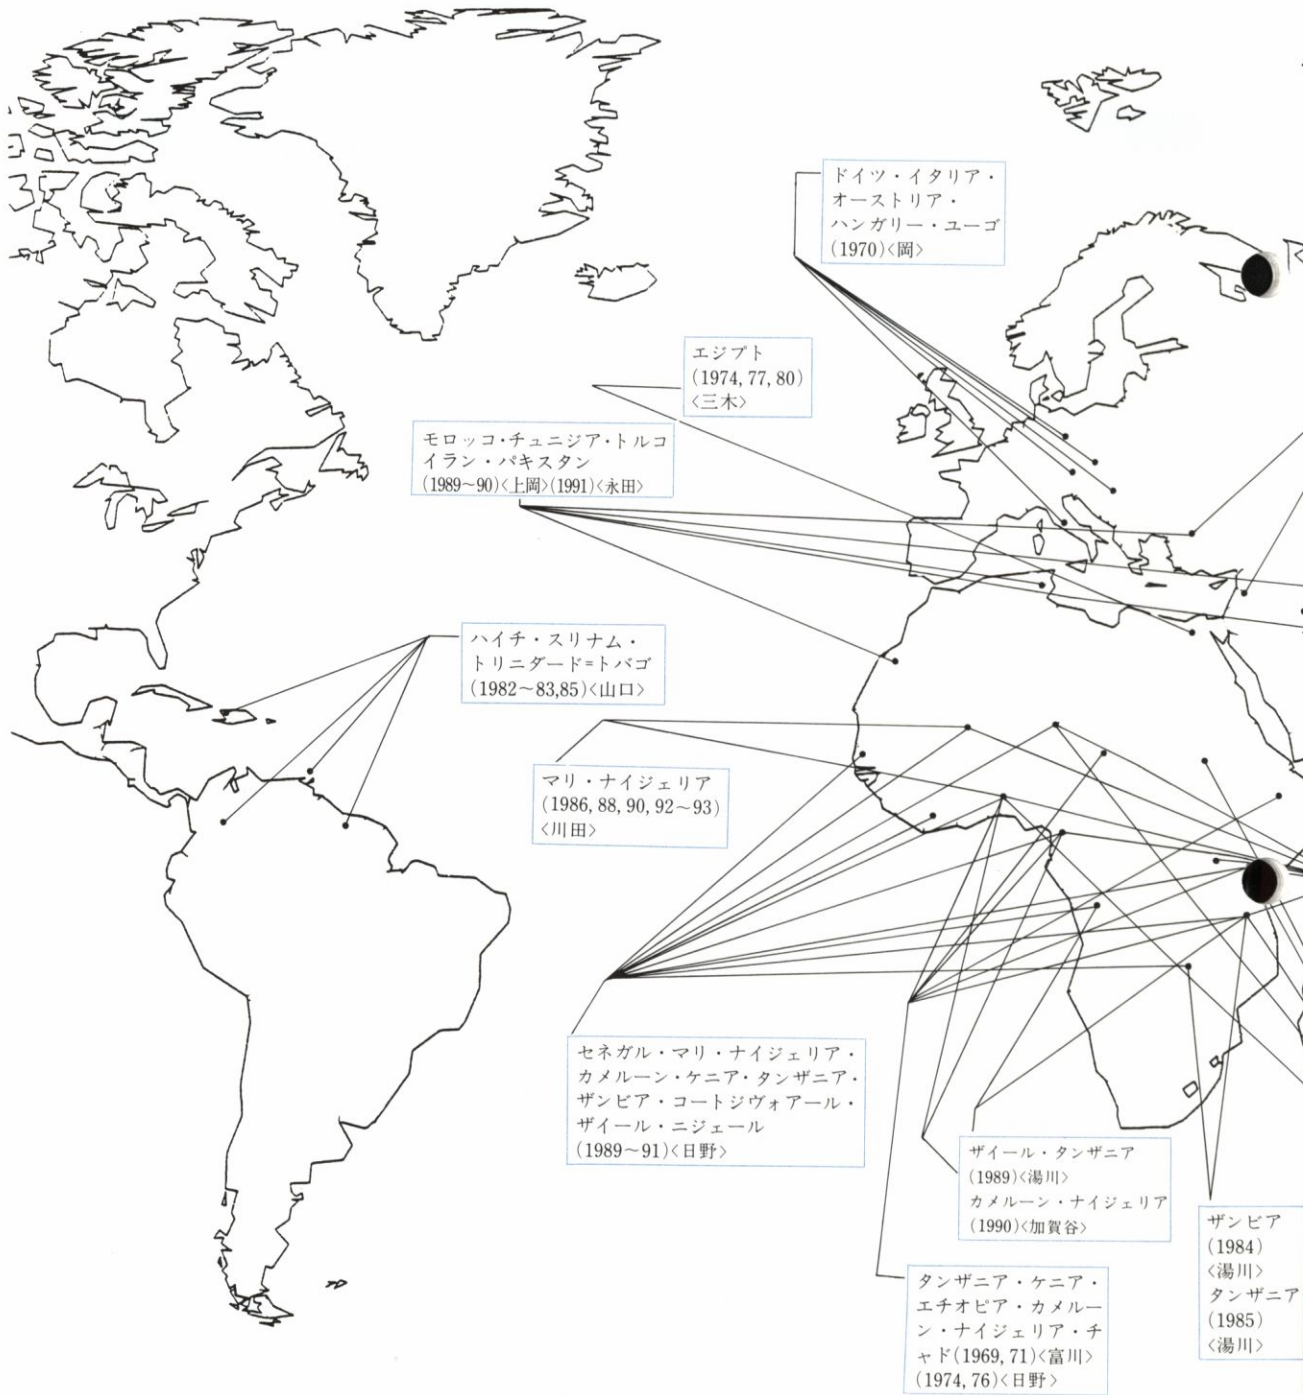 ドイツ・イタリア・
オーストリア・
ハンガリー・ユーゴ
(1970)<岡>
エジプト
(1974, 77, 80)
<三木>
モロッコ・チュニジア・トルコ
イラン・パキスタン
(1989~90)<上岡>(1991)<永田>
ハイチ・スリナム・
トリニダード=トバゴ
(1982~83,85)<山口>
マリ・ナイジェリア
(1986, 88, 90, 92~93)
<川田>
セネガル・マリ・ナイジェリア・
カメルーン・ケニア・タンザニア・
ザンビア・コートジヴォアール・
ザイール・ニジェール
(1989~91)<日野>
ザイール・タンザニア
(1989)<湯川>
カメルーン・ナイジェリア
(1990)<加賀谷>
ザンビア
(1984)
<湯川>
タンザニア
(1985)
<湯川>
タンザニア・ケニア・
エチオピア・カメルー
ン・ナイジェリア・チ
ャド(1969, 71)<富川>
(1974, 76)<日野>